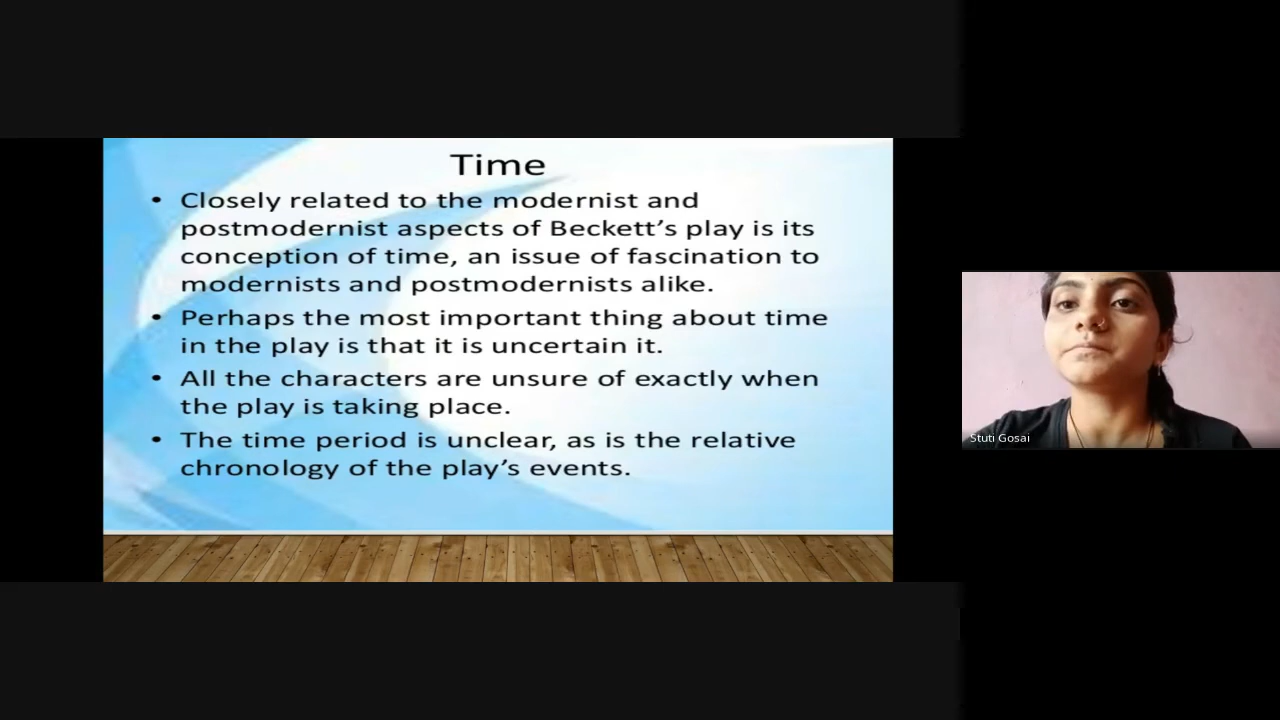 Time
• Closely related to the modernist and
postmodernist aspects of Beckett’s play is its
conception of time, an issue of fascination to
modernists and postmodernists alike.
• Perhaps the most important thing about time
in the play is that it is uncertain it.
• All the characters are unsure of exactly when
the play is taking place.
• The time period is unclear, as is the relative
chronology of the play’s events.
Stuti Gosai